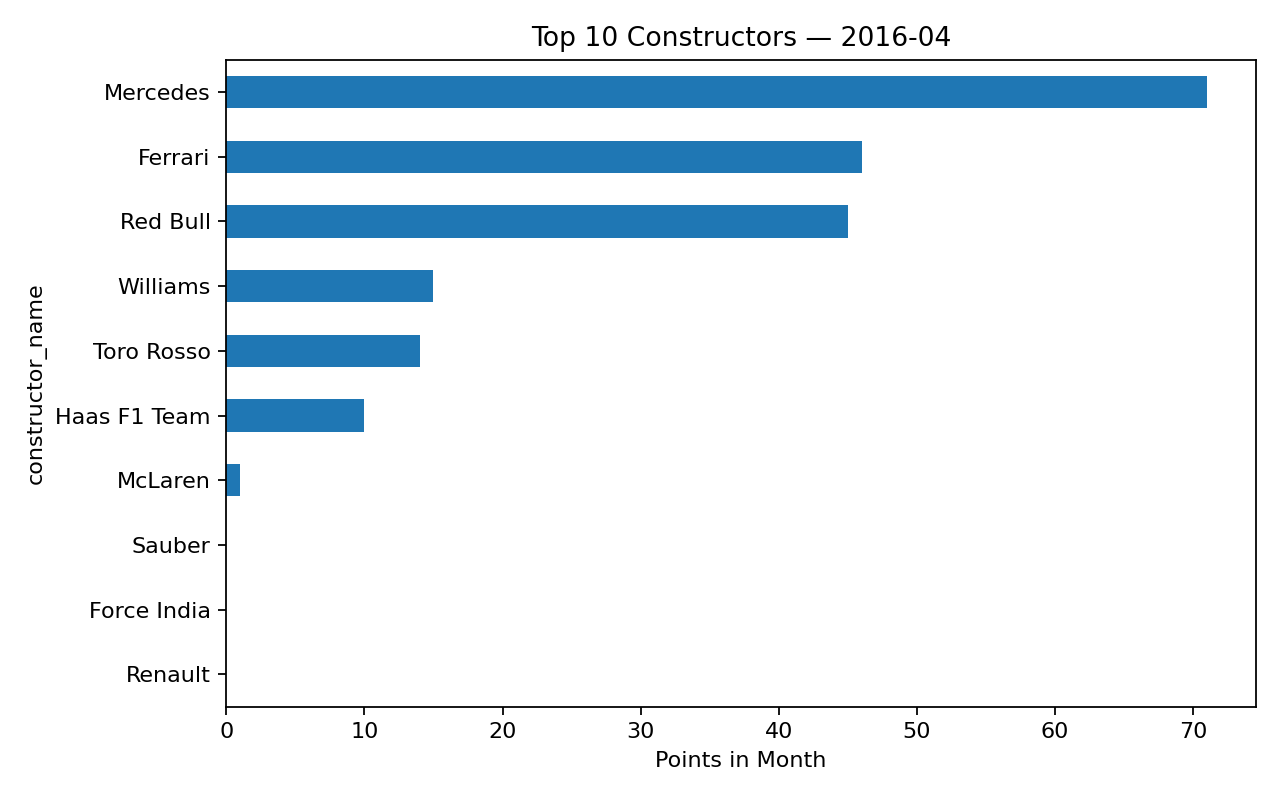 Top 10 Constructors — 2016-04
constructor_name
Mercedes
Ferrari
Red Bull
Williams
Toro Rosso
Haas F1 Team
McLaren
Sauber
Force India
Renault
0 10 20 30 40 50 60 70
Points in Month